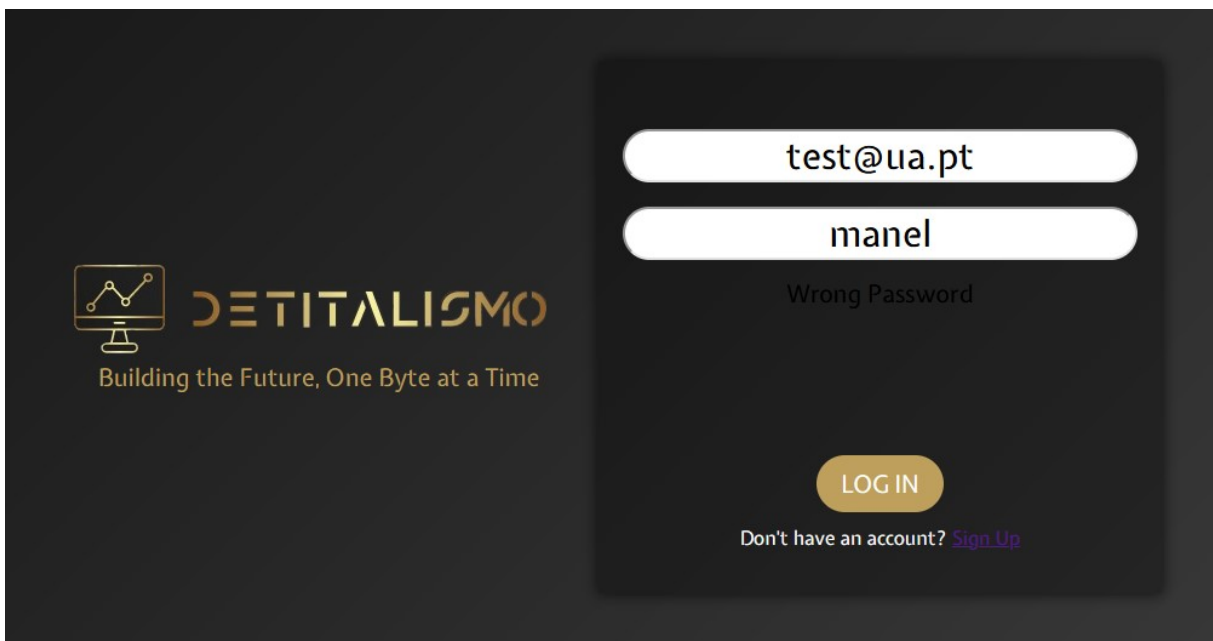 DETITALISMO
Building the Future, One Byte at a Time
test@ua.pt
manel
Wrong Password
LOG IN
Don't have an account? Sign Up